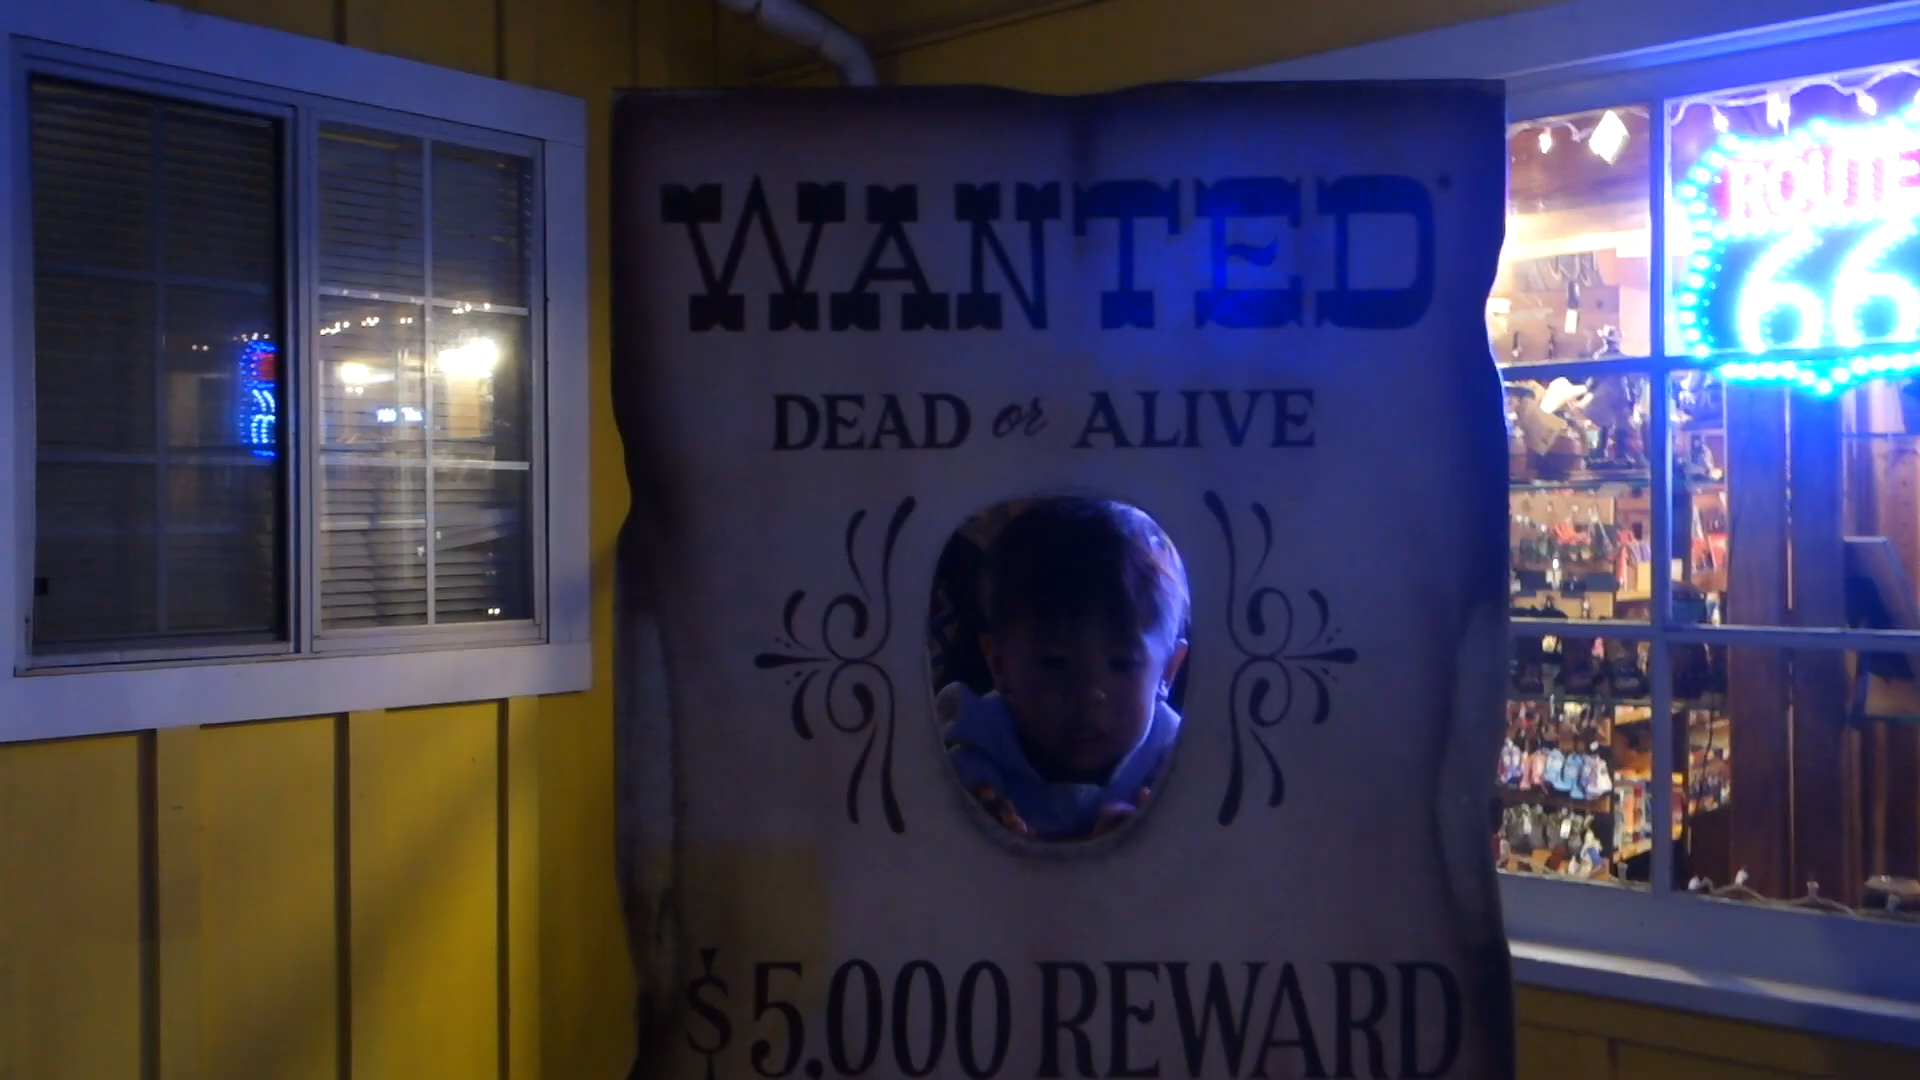 WANTED
DEAD or ALIVE
$5,000 REWARD
ROUTE
66